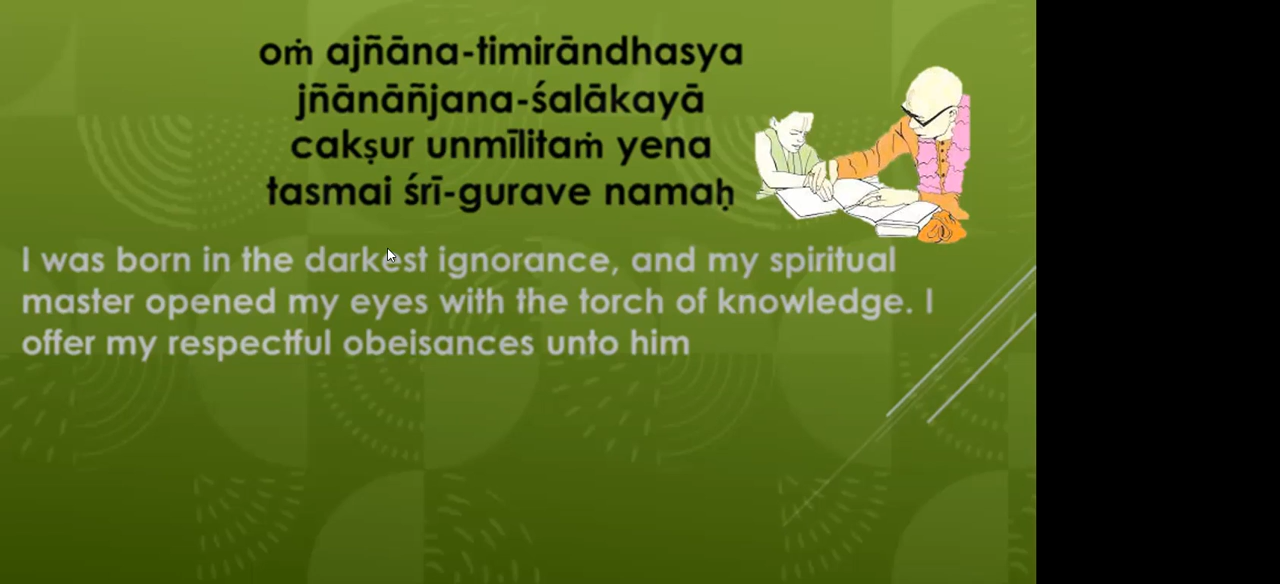 oṁ ajñāna-timirāndhasya
jñānāñjana-śalākayā
cakṣur unmīlitaṁ yena
tasmai śrī-gurave namaḥ
I was born in the darkest ignorance, and my spiritual
master opened my eyes with the torch of knowledge. I
offer my respectful obeisances unto him